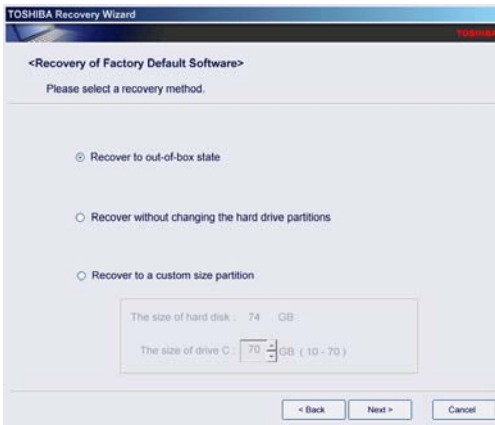 TOSHIBA Recovery Wizard
TOSHIBA
<Recovery of Factory Default Software>
Please select a recovery method.
Recover to out-of-box state
Recover without changing the hard drive partitions
Recover to a custom size partition
The size of hard disk : 74 GB
The size of drive C : 70 GB ( 10 - 70 )
< Back Next > Cancel